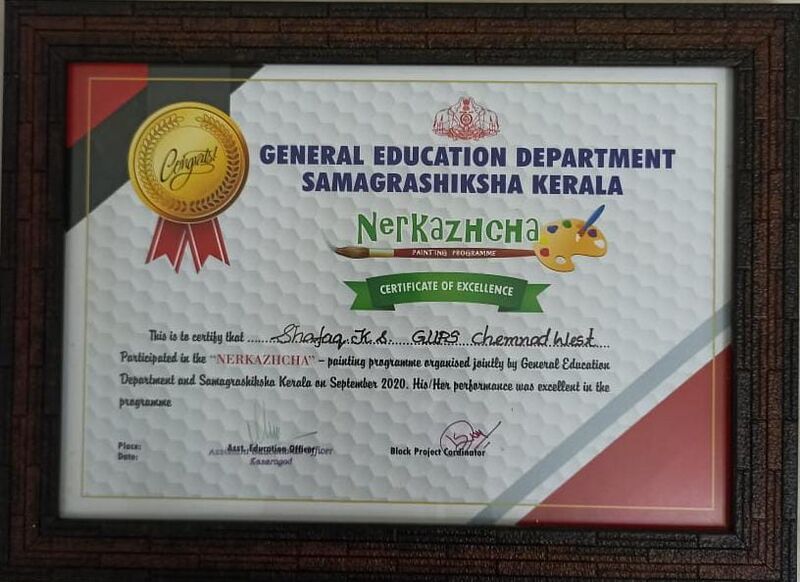 Congrats!
GENERAL EDUCATION DEPARTMENT
SAMAGRASHIKSHA KERALA
NerKazhcha
PAINTING PROGRAMME
CERTIFICATE OF EXCELLENCE
This is to certify that ......Shafaq K.S. GUPS Chemnad West....
Participated in the "NERKAZHCHA" – painting programme organised jointly by General Education
Department and Samagrashiksha Kerala on September 2020. His/Her performance was excellent in the
programme
Place:
Date:
Asst. Education Officer
Kasaragod
Block Project Cordinator